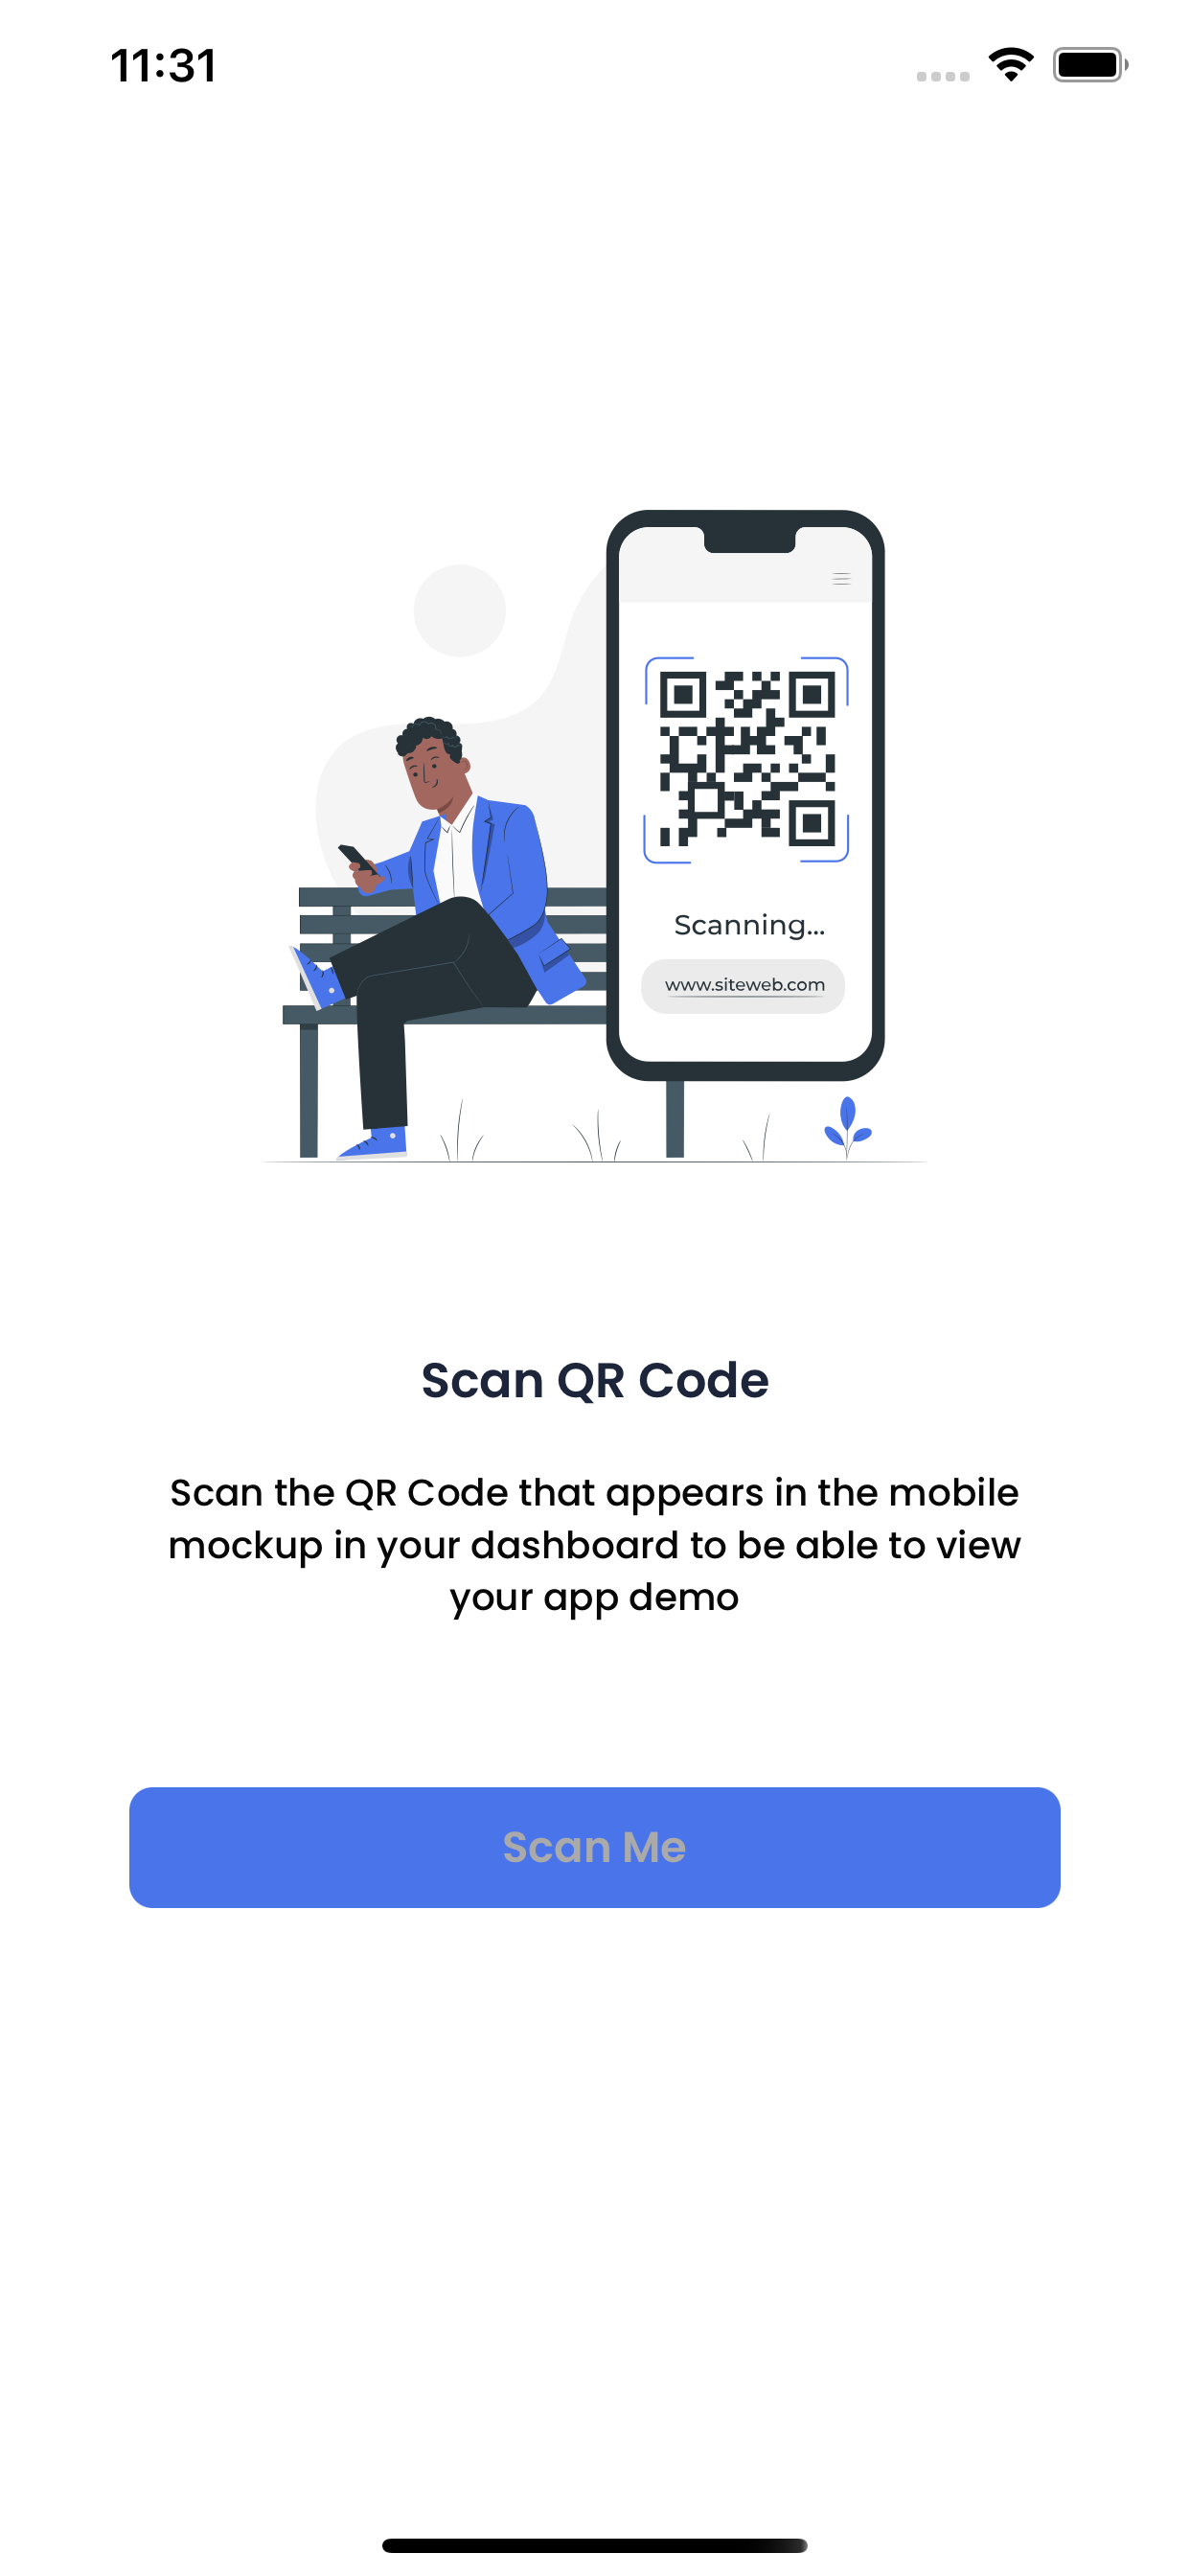 11:31
Scanning...
www.siteweb.com
Scan QR Code
Scan the QR Code that appears in the mobile
mockup in your dashboard to be able to view
your app demo
Scan Me